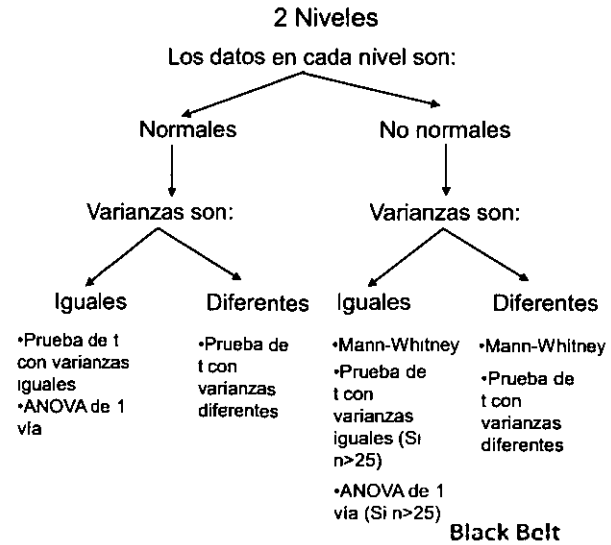 2 Niveles
Los datos en cada nivel son:
Normales
No normales
Varianzas son:
Varianzas son:
Iguales
Diferentes
Iguales
Diferentes
•Prueba de t
con varianzas
iguales
•ANOVA de 1
vía
•Prueba de
t con
varianzas
diferentes
•Mann-Whitney
•Prueba de
t con
varianzas
iguales (Si
n>25)
•ANOVA de 1
vía (Si n>25)
•Mann-Whitney
•Prueba de
t con
varianzas
diferentes
Black Belt